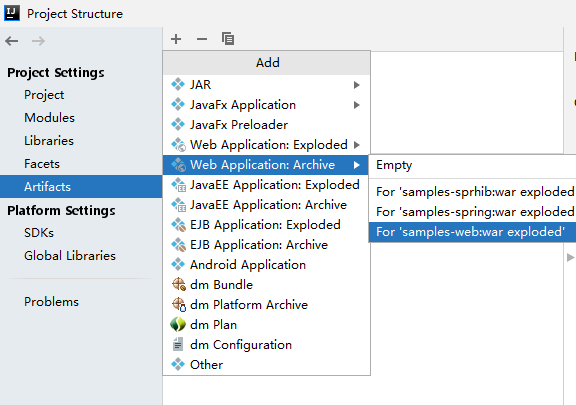 Project Structure
Project Settings
Project
Modules
Libraries
Facets
Artifacts
Platform Settings
SDKs
Global Libraries
Problems
Add
JAR
JavaFx Application
JavaFx Preloader
Web Application: Exploded
Web Application: Archive
JavaEE Application: Exploded
JavaEE Application: Archive
EJB Application: Exploded
EJB Application: Archive
Android Application
dm Bundle
dm Platform Archive
dm Plan
dm Configuration
Other
Empty
For 'samples-sprhib:war exploded
For 'samples-spring:war exploded
For 'samples-web:war exploded'